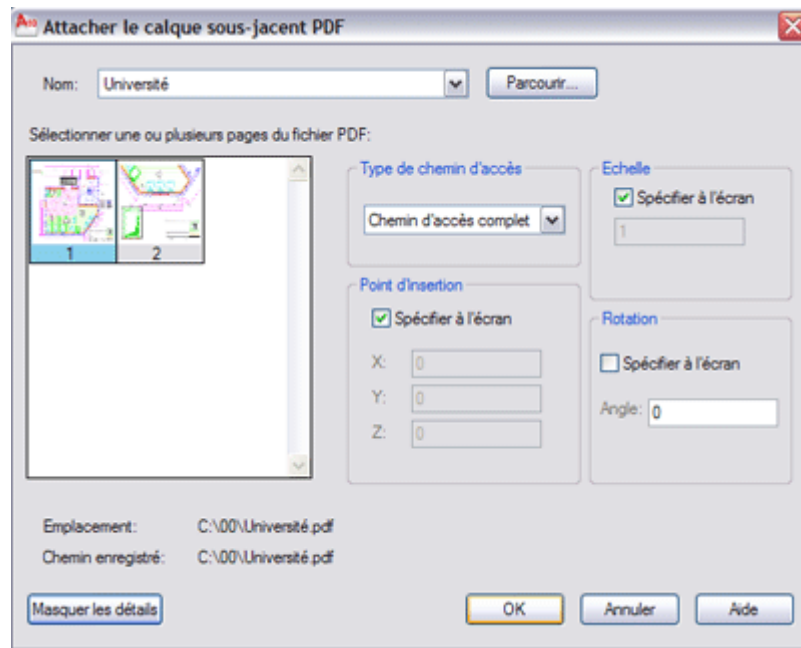 Attacher le calque sous-jacent PDF
Nom: Université Parcourir...
Sélectionner une ou plusieurs pages du fichier PDF:
1 2
Type de chemin d'accès
Chemin d'accès complet
Echelle
Spécifier à l'écran
1
Point d'insertion
Spécifier à l'écran
X: 0
Y: 0
Z: 0
Rotation
Spécifier à l'écran
Angle: 0
Emplacement: C:\00\Université.pdf
Chemin enregistré: C:\00\Université.pdf
Masquer les détails OK Annuler Aide